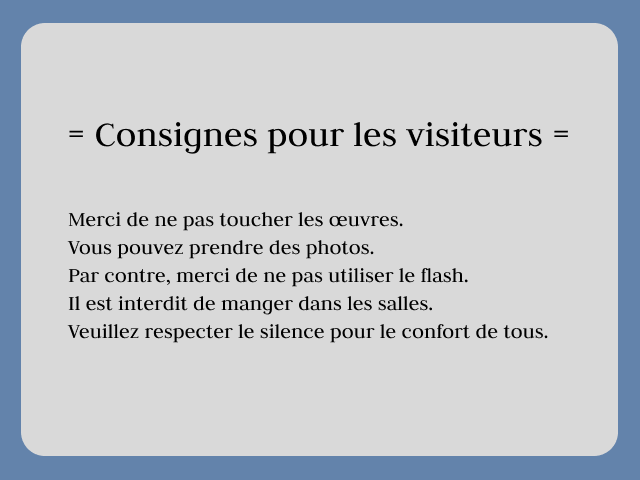 = Consignes pour les visiteurs =
Merci de ne pas toucher les œuvres.
Vous pouvez prendre des photos.
Par contre, merci de ne pas utiliser le flash.
Il est interdit de manger dans les salles.
Veuillez respecter le silence pour le confort de tous.